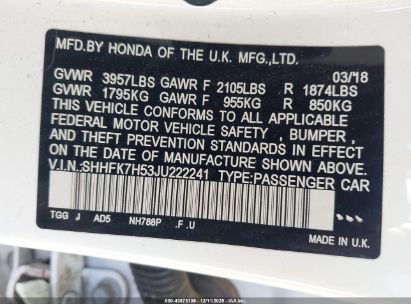 MFD.BY HONDA OF THE U.K. MFG.,LTD.
03/'18
GVWR 3957LBS GAWR F 2105LBS R 1874LBS
GVWR 1795KG GAWR F 955KG R 850KG
THIS VEHICLE CONFORMS TO ALL APPLICABLE
FEDERAL MOTOR VEHICLE SAFETY , BUMPER ,
AND THEFT PREVENTION STANDARDS IN EFFECT
ON THE DATE OF MANUFACTURE SHOWN ABOVE.
V.I.N.:SHHFK7H53JU222241 TYPE:PASSENGER CAR
TGG J AD5 NH788P .F.U
MADE IN U.K.